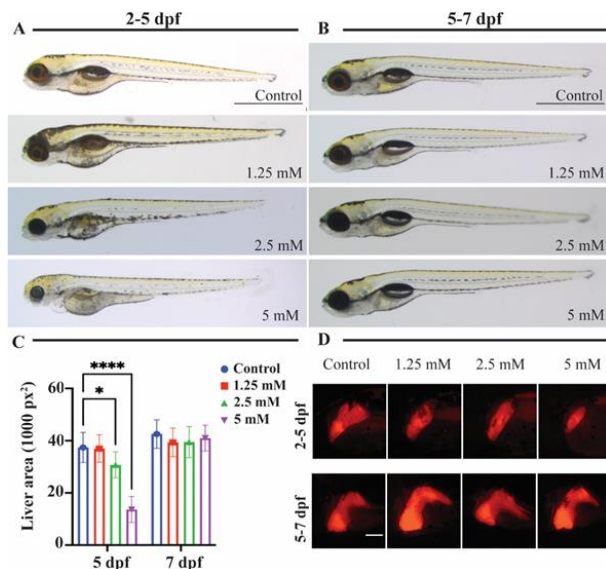 A
2-5 dpf
B
5-7 dpf
Control
Control
1.25 mM
1.25 mM
2.5 mM
2.5 mM
5 mM
5 mM
C
D
Control
1.25 mM
2.5 mM
5 mM
Liver area (1000 px²)
60
40
20
0
****
*
Control
1.25 mM
2.5 mM
5 mM
5 dpf
7 dpf
2-5 dpf
5-7 dpf